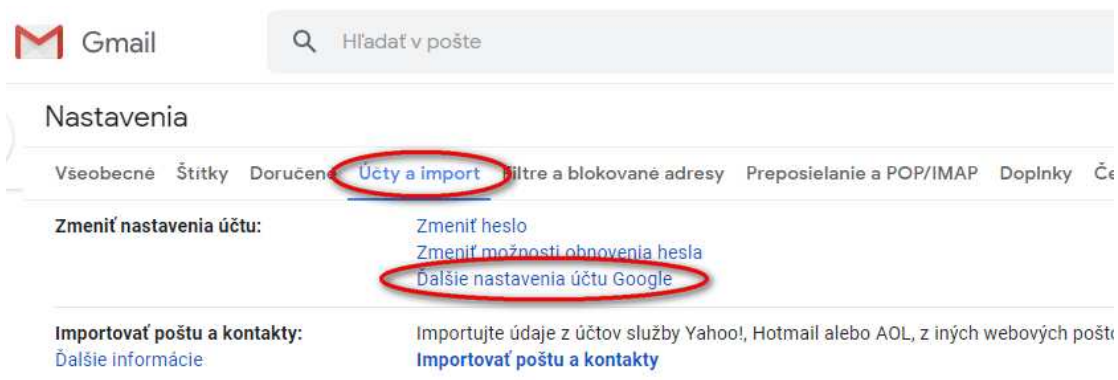 Gmail
Hľadať v pošte
Nastavenia
Všeobecné Štítky Doručené Účty a import Filtre a blokované adresy Preposielanie a POP/IMAP Doplnky
Zmeniť nastavenia účtu: Zmeniť heslo
Zmeniť možnosti obnovenia hesla
Ďalšie nastavenia účtu Google
Importovať poštu a kontakty: Importujte údaje z účtov služby Yahoo!, Hotmail alebo AOL, z iných webových
Ďalšie informácie Importovať poštu a kontakty